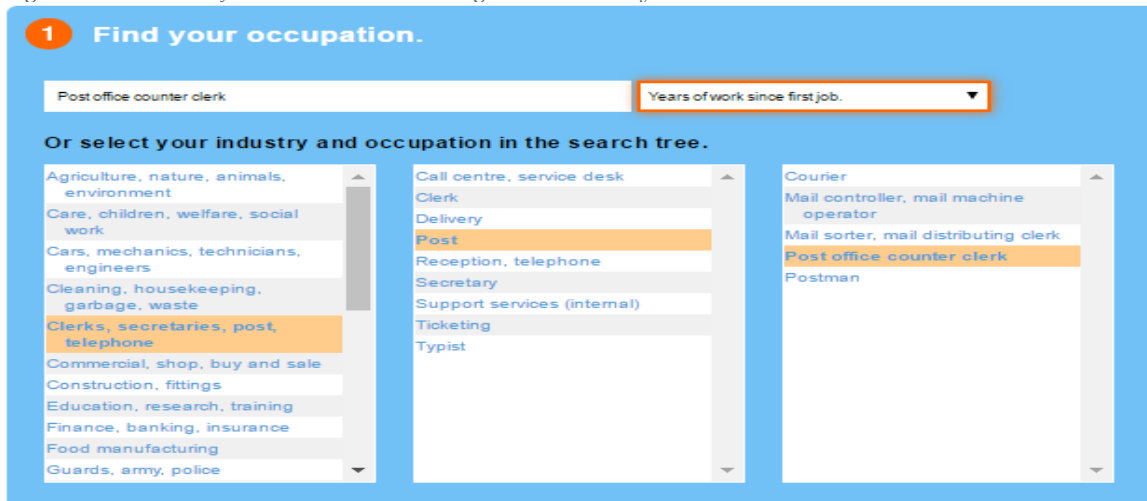 1 Find your occupation.
Post office counter clerk
Years of work since first job.
Or select your industry and occupation in the search tree.
Agriculture, nature, animals,
environment
Care, children, welfare, social
work
Cars, mechanics, technicians,
engineers
Cleaning, housekeeping,
garbage, waste
Clerks, secretaries, post,
telephone
Commercial, shop, buy and sale
Construction, fittings
Education, research, training
Finance, banking, insurance
Food manufacturing
Guards, army, police
Call centre, service desk
Clerk
Delivery
Post
Reception, telephone
Secretary
Support services (internal)
Ticketing
Typist
Courier
Mail controller, mail machine
operator
Mail sorter, mail distributing clerk
Post office counter clerk
Postman